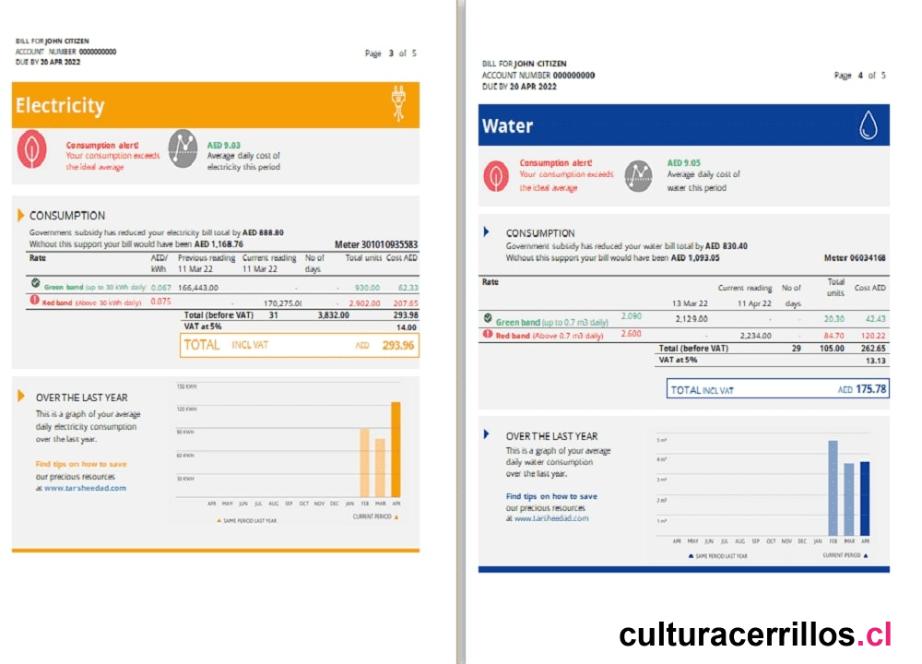 BILL FOR JOHN CITIZEN
ACCOUNT NUMBER 0000000000
DUE BY 20 APR 2022
Page 3 of 5
Electricity
Consumption alert!
Your consumption exceeds
the ideal average
AED 9.03
Average daily cost of
electricity this period
CONSUMPTION
Government subsidy has reduced your electricity bill total by AED 888.80
Without this support your bill would have been AED 1,168.76
Meter 301010935583
Rate AED/ Previous reading Current reading No of Total units Cost AED
kWh 11 Mar 22 11 Mar 22 days
Green band (up to 30 kWh daily 0.067 166,443.00 - - 930.00 62.33
Red band (Above 30 kWh daily) 0.075 - 170,275.0( - 2,902.00 207.65
Total (before VAT) 31 3,832.00 293.98
VAT at 5% 14.00
TOTAL INCL VAT AED 293.96
OVER THE LAST YEAR
This is a graph of your average
daily electricity consumption
over the last year.
Find tips on how to save
our precious resources
at www.tarsheedad.com
150 KWH
120 KWH
90 KWH
60 KWH
30 KWH
APR MAY JUN JUL AUG SEP OCT NOV DEC JAN FEB MAR APR
SAME PERIOD LAST YEAR
CURRENT PERIOD
BILL FOR JOHN CITIZEN
ACCOUNT NUMBER 000000000
DUE BY 20 APR 2022
Page 4 of 5
Water
Consumption alert!
Your consumption exceeds
the ideal average
AED 9.05
Average daily cost of
water this period
CONSUMPTION
Government subsidy has reduced your water bill total by AED 830.40
Without this support your bill would have been AED 1,093.05
Meter 06034168
Rate Current reading No of Total units Cost AED
13 Mar 22 11 Apr 22 days
Green band (up to 0.7 m3 daily) 2.090 2,129.00 - - 20.30 42.43
Red band (Above 0.7 m3 daily) 2.600 - 2,234.00 - 84.70 120.22
Total (before VAT) 29 105.00 262.65
VAT at 5% 13.13
TOTAL INCL VAT AED 175.78
OVER THE LAST YEAR
This is a graph of your average
daily water consumption
over the last year.
Find tips on how to save
our precious resources
at www.tarsheedad.com
5 m³
4 m³
3 m³
2 m³
1 m³
APR MAY JUN JUL AUG SEP OCT NOV DEC JAN FEB MAR APR
SAME PERIOD LAST YEAR
CURRENT PERIOD
culturacerrillos.cl